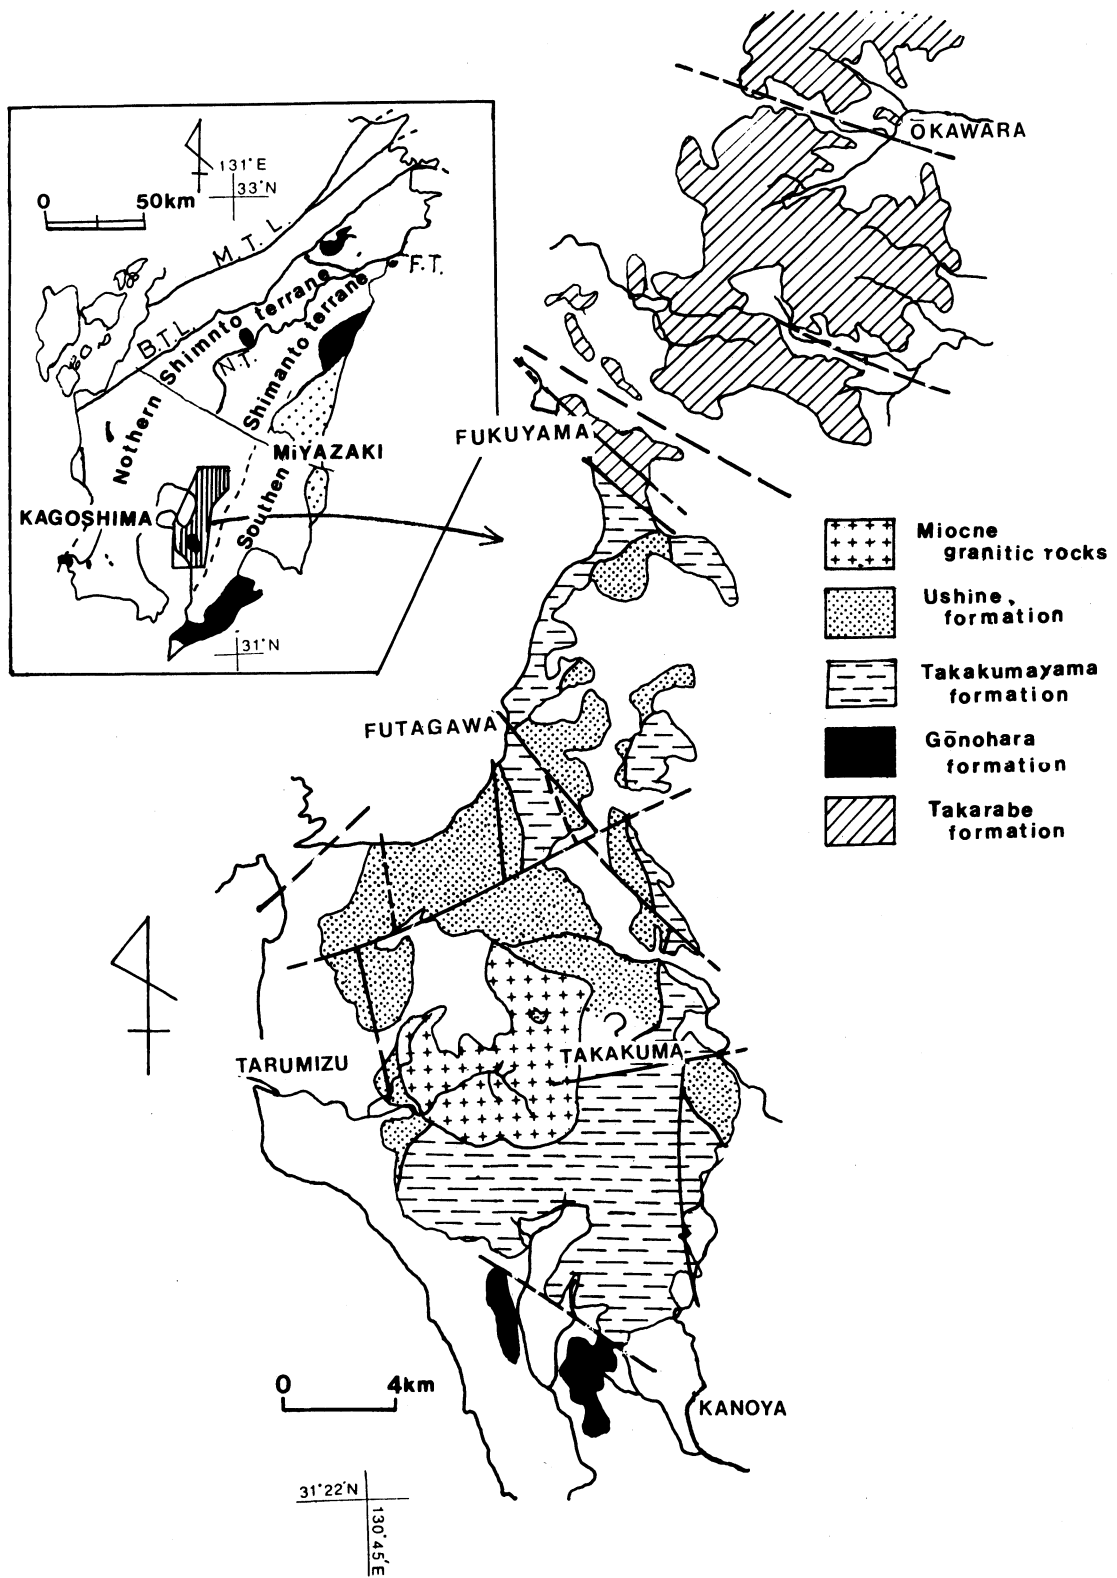 131°E
33°N
0 50km
M.T.L.
F.T.
B.T.L.
N.T.
Nothern Shimnto terrane
Southen Shimanto terrane
MiYAZAKI
KAGOSHIMA
31°N
ŌKAWARA
FUKUYAMA
FUTAGAWA
TARUMIZU
TAKAKUMA
KANOYA
Miocne
granitic rocks
Ushine,
formation
Takakumayama
formation
Gōnohara
formation
Takarabe
formation
0 4km
31°22'N
130°45'E